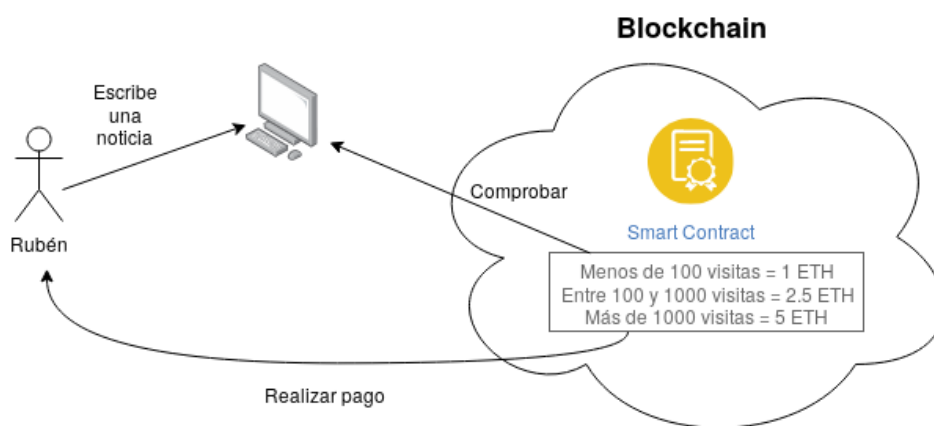 Blockchain
Escribe
una
noticia
Rubén
Comprobar
Smart Contract
Menos de 100 visitas = 1 ETH
Entre 100 y 1000 visitas = 2.5 ETH
Más de 1000 visitas = 5 ETH
Realizar pago